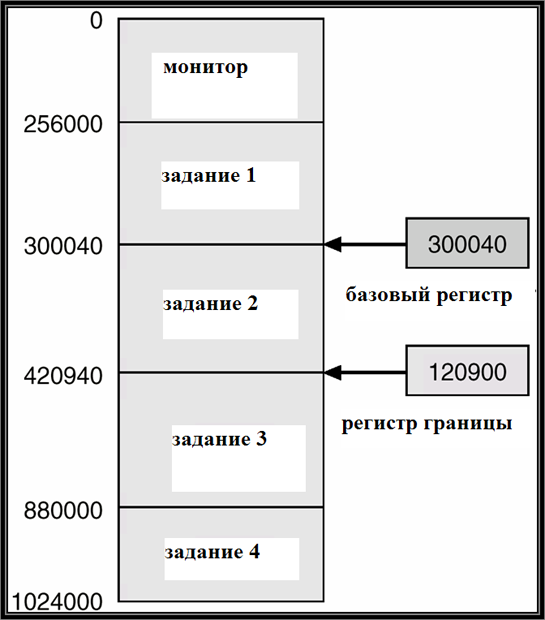 0
монитор
256000
задание 1
300040
300040
базовый регистр
задание 2
420940
120900
регистр границы
задание 3
880000
задание 4
1024000